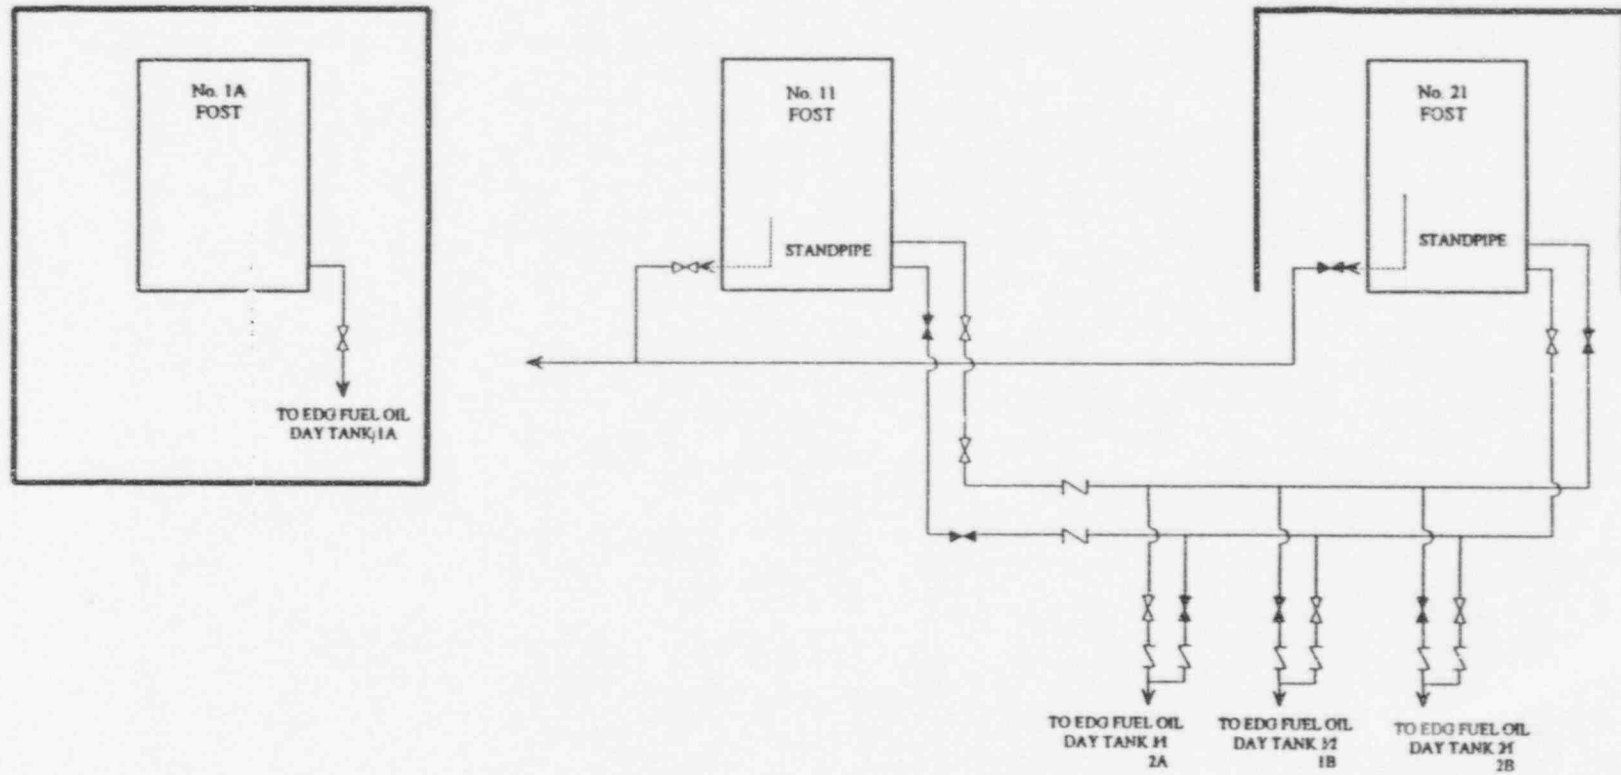 No. 1A
FOST
TO EDG FUEL OIL
DAY TANK 1A
No. 11
FOST
STANDPIPE
No. 21
FOST
STANDPIPE
TO EDG FUEL OIL
DAY TANK
2A
TO EDG FUEL OIL
DAY TANK
1B
TO EDG FUEL OIL
DAY TANK
2B